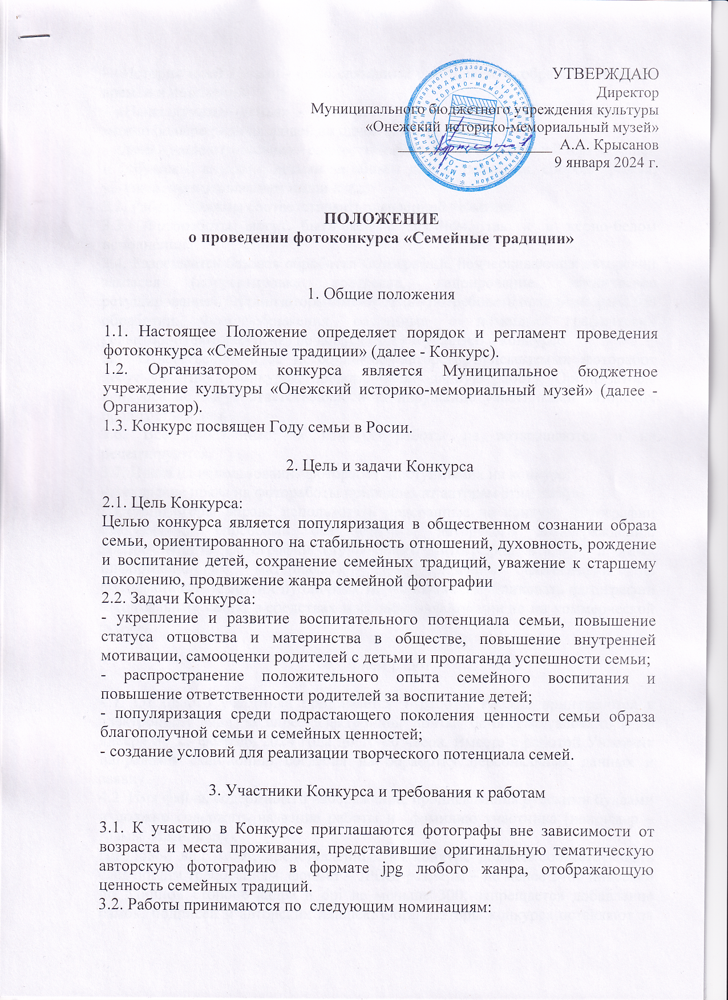 УТВЕРЖДАЮ
Директор
Муниципального бюджетного учреждения культуры
«Онежский историко-мемориальный музей»
А.А. Крысанов
9 января 2024 г.
ПОЛОЖЕНИЕ
о проведении фотоконкурса «Семейные традиции»
1. Общие положения
1.1. Настоящее Положение определяет порядок и регламент проведения
фотоконкурса «Семейные традиции» (далее - Конкурс).
1.2. Организатором конкурса является Муниципальное бюджетное
учреждение культуры «Онежский историко-мемориальный музей» (далее -
Организатор).
1.3. Конкурс посвящен Году семьи в Росии.
2. Цель и задачи Конкурса
2.1. Цель Конкурса:
Целью конкурса является популяризация в общественном сознании образа
семьи, ориентированного на стабильность отношений, духовность, рождение
и воспитание детей, сохранение семейных традиций, уважение к старшему
поколению, продвижение жанра семейной фотографии
2.2. Задачи Конкурса:
- укрепление и развитие воспитательного потенциала семьи, повышение
статуса отцовства и материнства в обществе, повышение внутренней
мотивации, самооценки родителей с детьми и пропаганда успешности семьи;
- распространение положительного опыта семейного воспитания и
повышение ответственности родителей за воспитание детей;
- популяризация среди подрастающего поколения ценности семьи образа
благополучной семьи и семейных ценностей;
- создание условий для реализации творческого потенциала семей.
3. Участники Конкурса и требования к работам
3.1. К участию в Конкурсе приглашаются фотографы вне зависимости от
возраста и места проживания, представившие оригинальную тематическую
авторскую фотографию в формате jpg любого жанра, отображающую
ценность семейных традиций.
3.2. Работы принимаются по следующим номинациям: